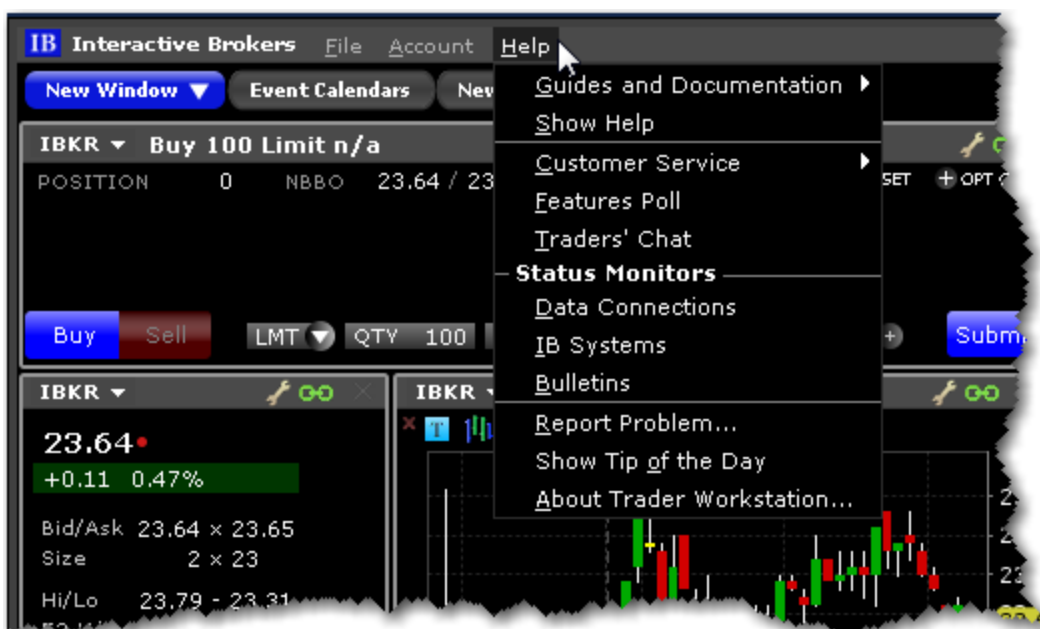 IB Interactive Brokers File Account Help
New Window Event Calendars
Guides and Documentation
Show Help
IBKR Buy 100 Limit n/a
POSITION 0 NBBO 23.64 / 23
Customer Service
OPT
Features Poll
Traders' Chat
Status Monitors
Data Connections
Buy Sell LMT QTY 100
IB Systems
Bulletins
IBKR
IBKR
T
Report Problem...
Show Tip of the Day
About Trader Workstation...
23.64
+0.11 0.47%
Bid/Ask 23.64 × 23.65
Size 2 × 23
Hi/Lo 23.79 - 23.31